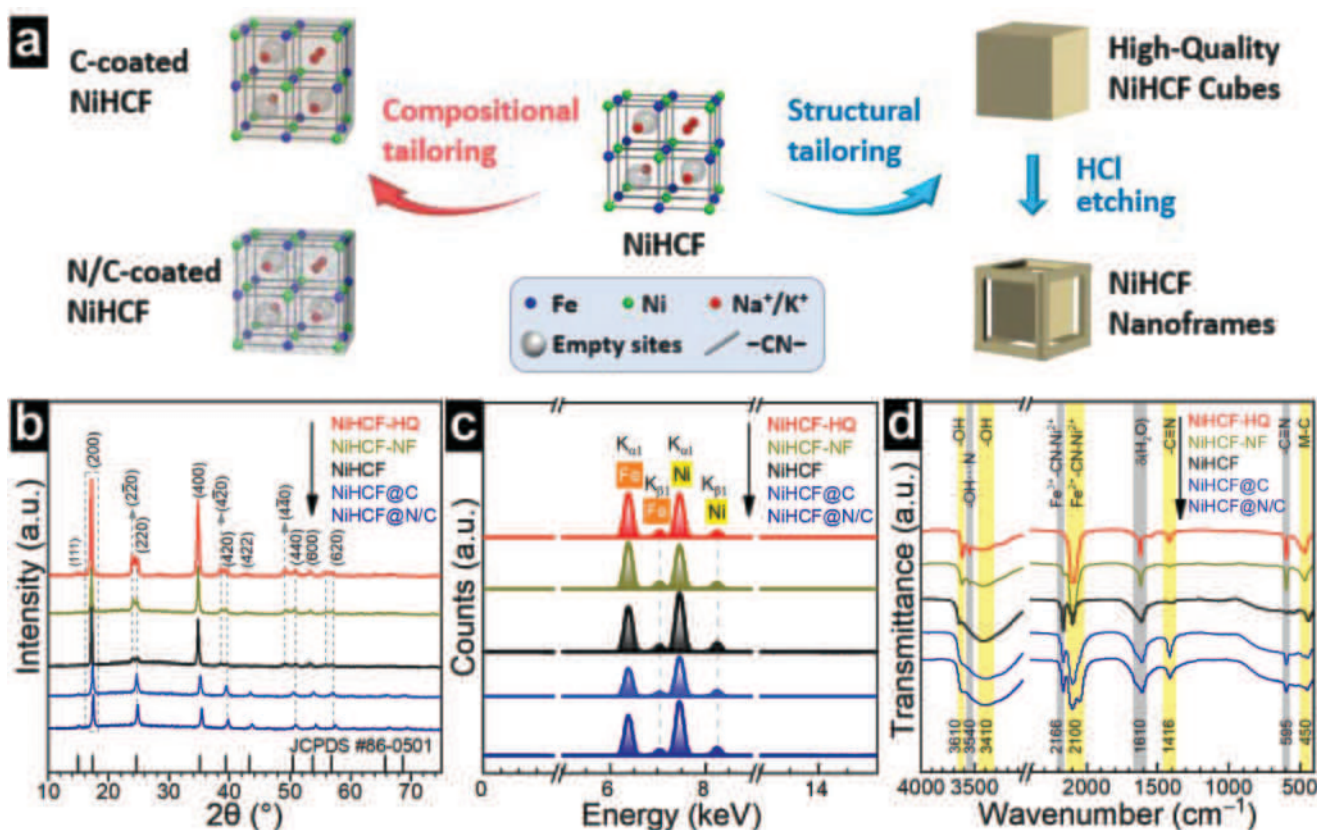 a
C-coated
NiHCF
N/C-coated
NiHCF
Compositional
tailoring
NiHCF
Structural
tailoring
High-Quality
NiHCF Cubes
HCl
etching
NiHCF
Nanoframes
Fe
Ni
Na⁺/K⁺
Empty sites
–CN–
b
NiHCF-HQ
NiHCF-NF
NiHCF
NiHCF@C
NiHCF@N/C
(111)
(200)
(2̄20)
(220)
(400)
(4̄20)
(420)
(422)
(4̄40)
(440)
(600)
(620)
JCPDS #86-0501
Intensity (a.u.)
10 20 30 40 50 60 70
2θ (°)
c
NiHCF-HQ
NiHCF-NF
NiHCF
NiHCF@C
NiHCF@N/C
Kα1
Fe
Kβ1
Fe
Kα1
Ni
Kβ1
Ni
Counts (a.u.)
0 6 8 14
Energy (keV)
d
NiHCF-HQ
NiHCF-NF
NiHCF
NiHCF@C
NiHCF@N/C
-OH
-OH···N
-OH
Fe³⁺-CN-Ni²⁺
Fe²⁺-CN-Ni²⁺
δ(H₂O)
-C≡N
-C≡N
M-C
3610
3540
3410
2166
2100
1610
1416
595
450
Transmittance (a.u.)
4000 3500 2000 1500 1000 500
Wavenumber (cm⁻¹)